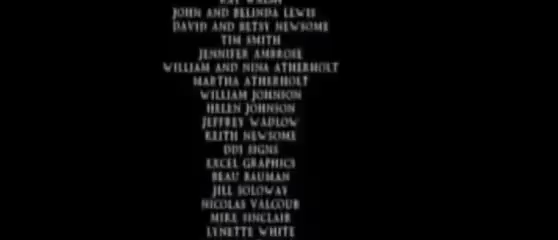 JOHN AND BELINDA LEWIS
DAVID AND BETSY NEWSOME
TIM SMITH
JENNIFER AMBROSE
WILLIAM AND NINA ATHERHOLT
MARTHA ATHERHOLT
WILLIAM JOHNSON
HELEN JOHNSON
JEFFREY WADLOW
KEITH NEWSOME
DDI SIGNS
EXCEL GRAPHICS
BEAU BAUMAN
JILL SOLOWAY
NICOLAS VALCOUR
MIKE SINCLAIR
LYNETTE WHITE